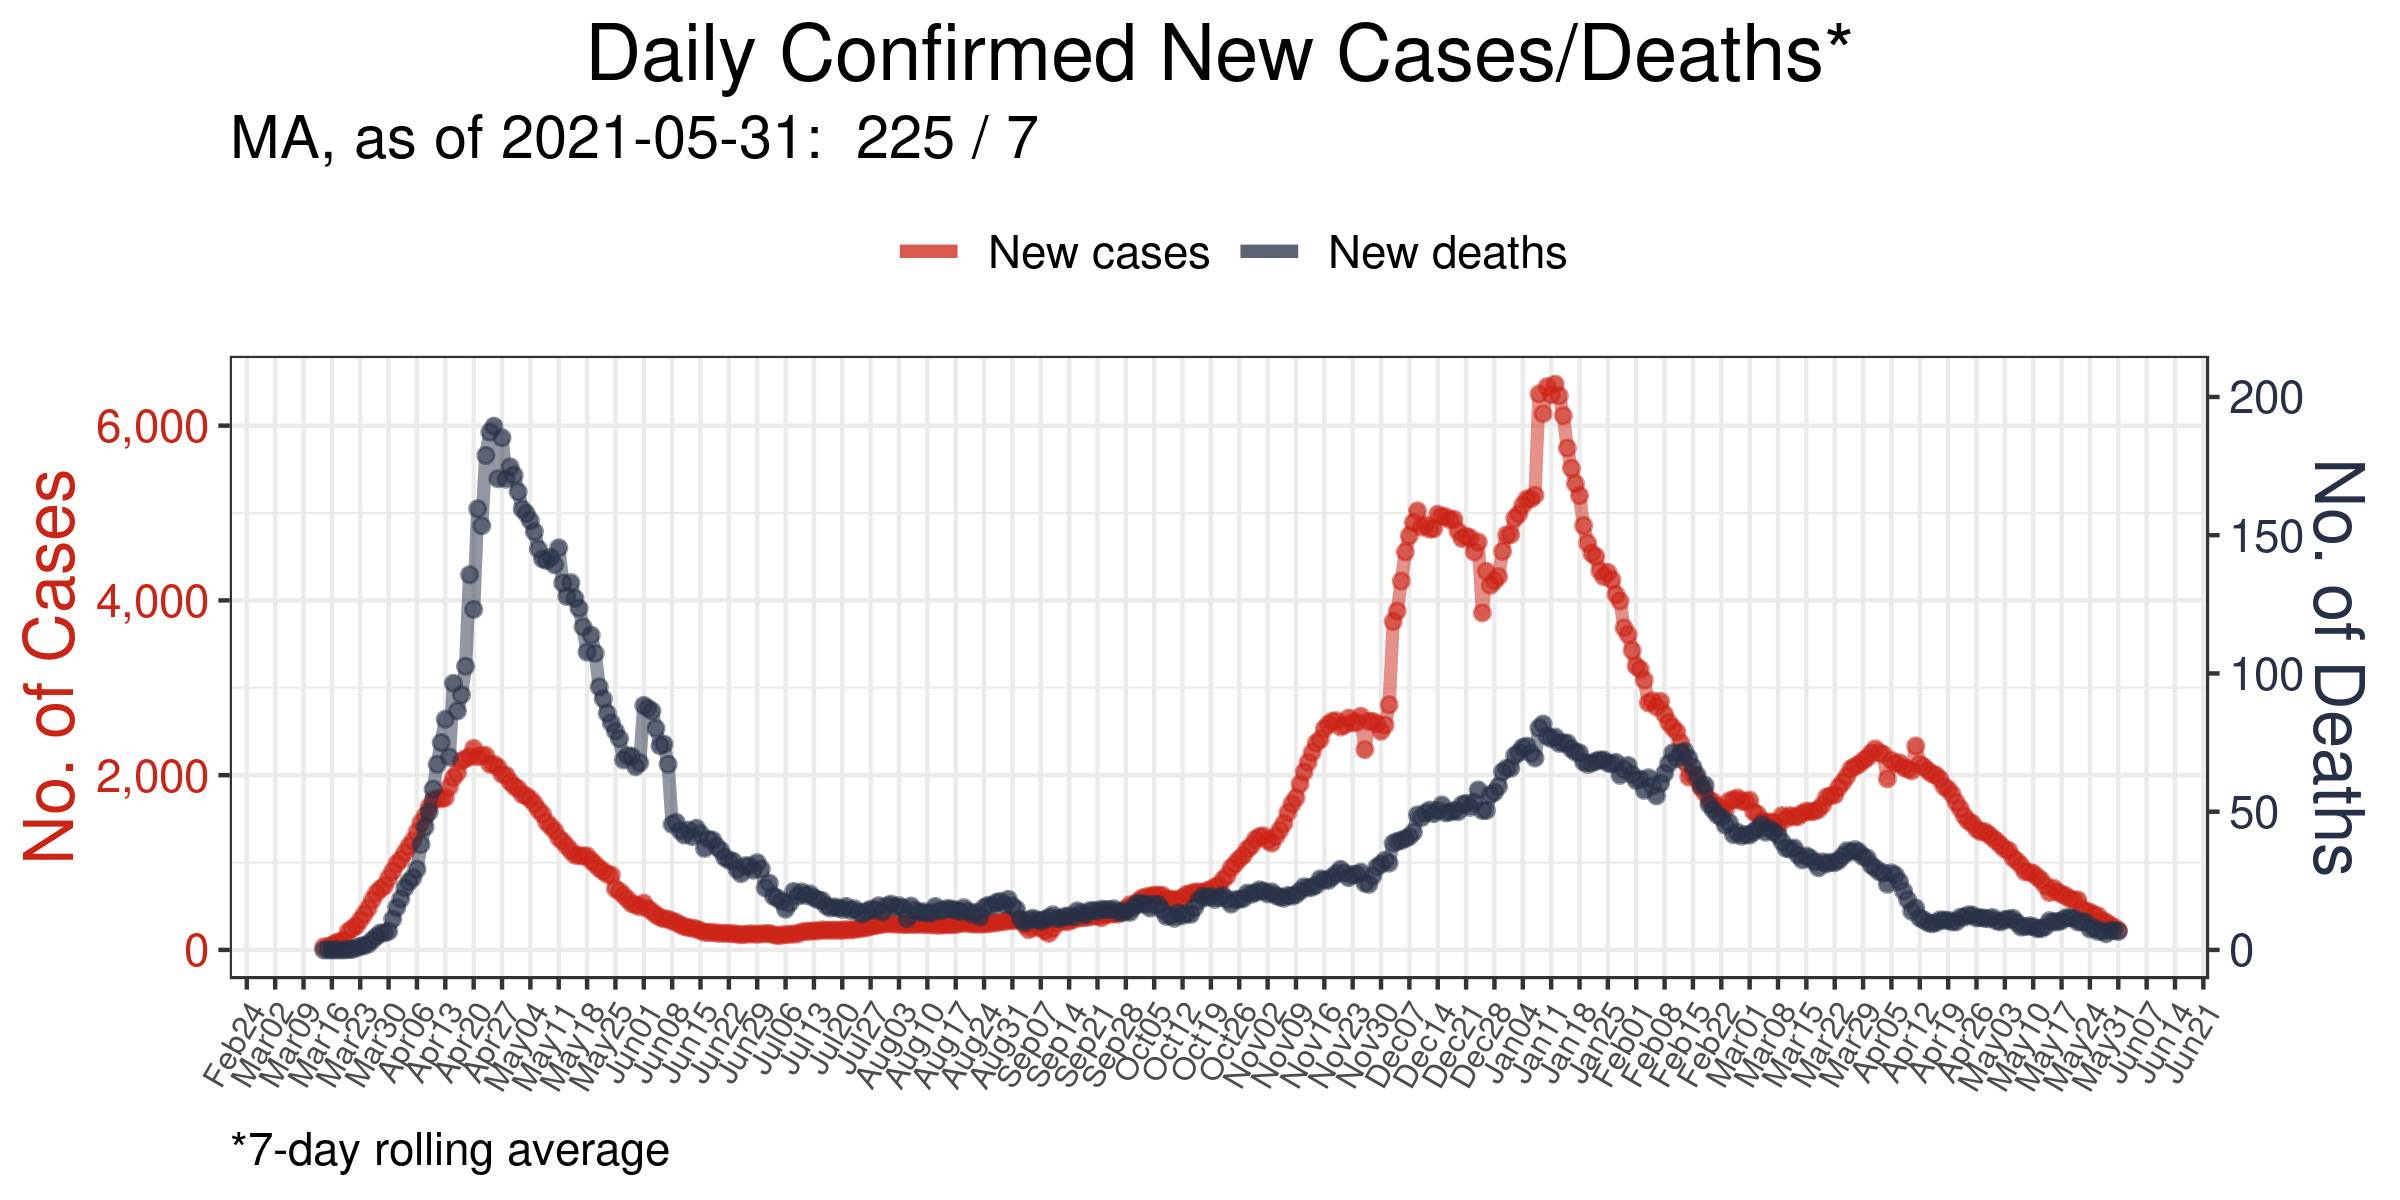 Daily Confirmed New Cases/Deaths*
MA, as of 2021-05-31:  225 / 7
New cases
New deaths
No. of Cases
6,000
4,000
2,000
0
200
150
100
50
0
No. of Deaths
Feb24
Mar02
Mar09
Mar16
Mar23
Mar30
Apr06
Apr13
Apr20
Apr27
May04
May11
May18
May25
Jun01
Jun08
Jun15
Jun22
Jun29
Jul06
Jul13
Jul20
Jul27
Aug03
Aug10
Aug17
Aug24
Aug31
Sep07
Sep14
Sep21
Sep28
Oct05
Oct12
Oct19
Oct26
Nov02
Nov09
Nov16
Nov23
Nov30
Dec07
Dec14
Dec21
Dec28
Jan04
Jan11
Jan18
Jan25
Feb01
Feb08
Feb15
Feb22
Mar01
Mar08
Mar15
Mar22
Mar29
Apr05
Apr12
Apr19
Apr26
May03
May10
May17
May24
May31
Jun07
Jun14
Jun21
*7-day rolling average